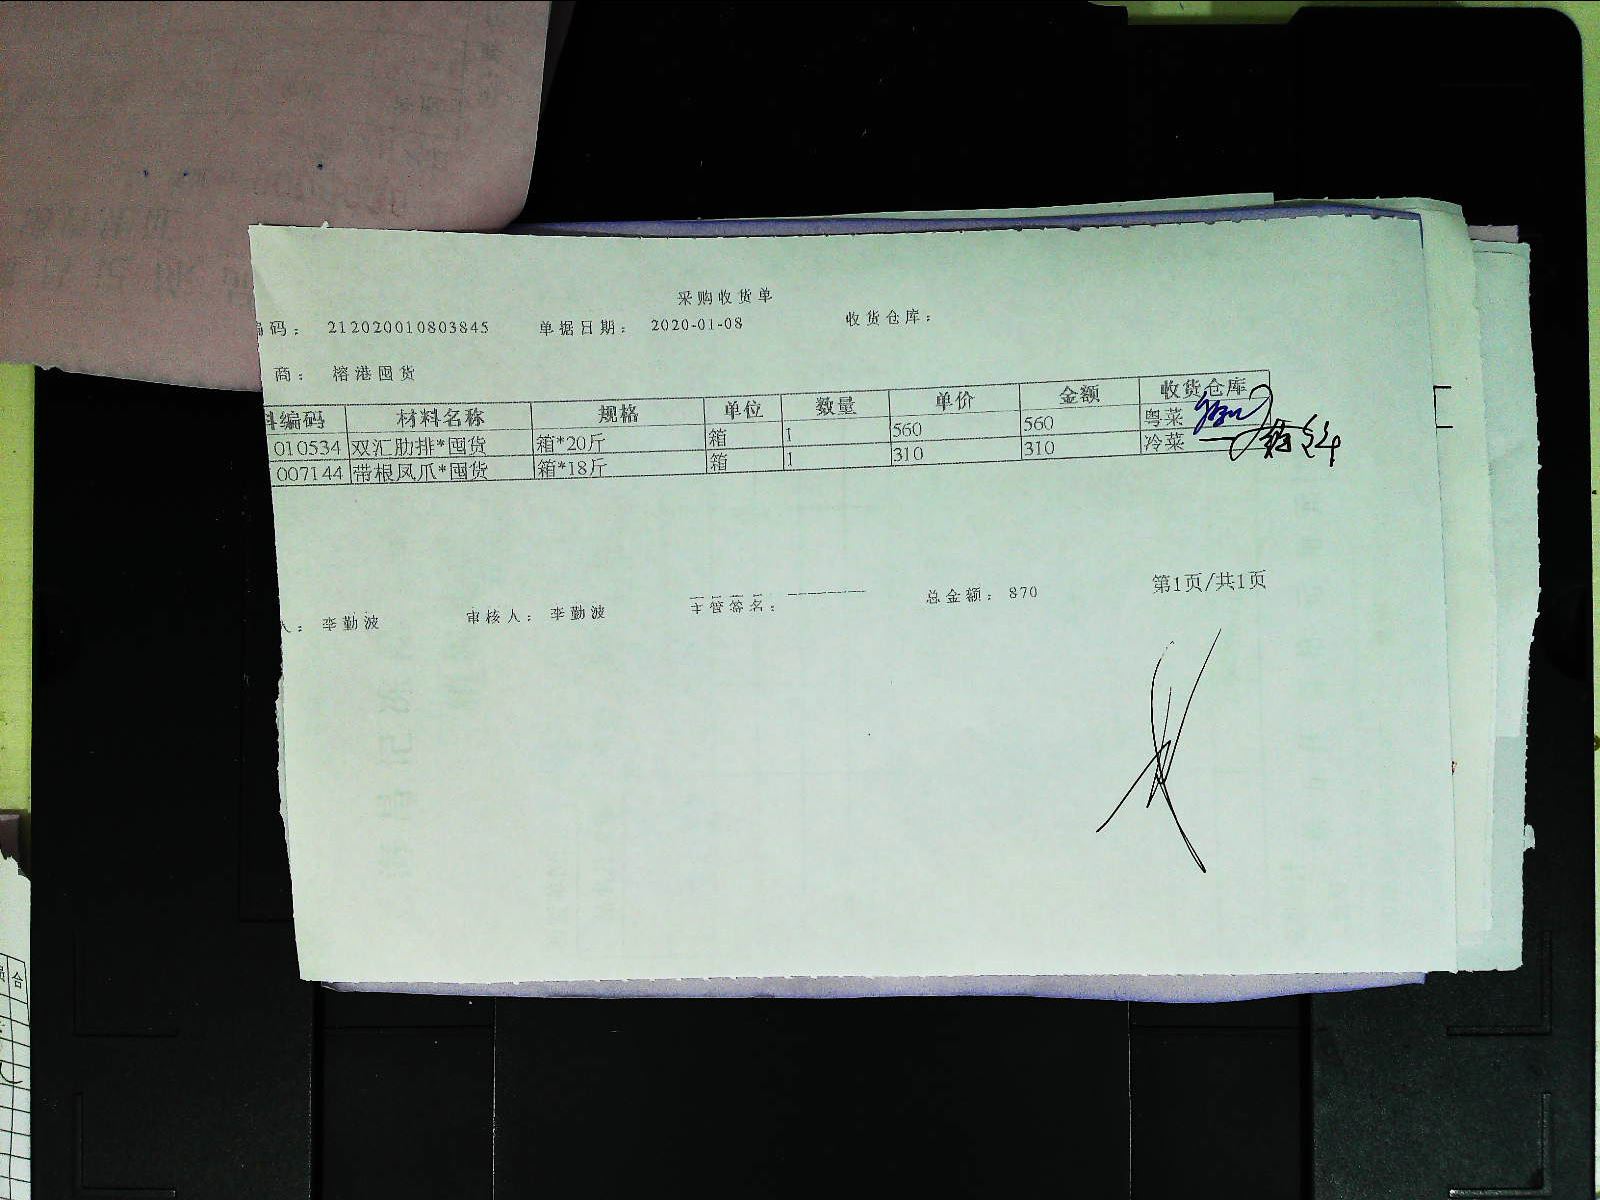 采购收货单
编码： 212020010803845 单据日期： 2020-01-08 收货仓库：
商： 榕港囤货
料编码 材料名称 规格 单位 数量 单价 金额 收货仓库
010534 双汇肋排*囤货 箱*20斤 箱 1 560 560 粤菜
007144 带根凤爪*囤货 箱*18斤 箱 1 310 310 冷菜
人： 李勤波 审核人： 李勤波 主管签名： 总金额： 870 第1页/共1页